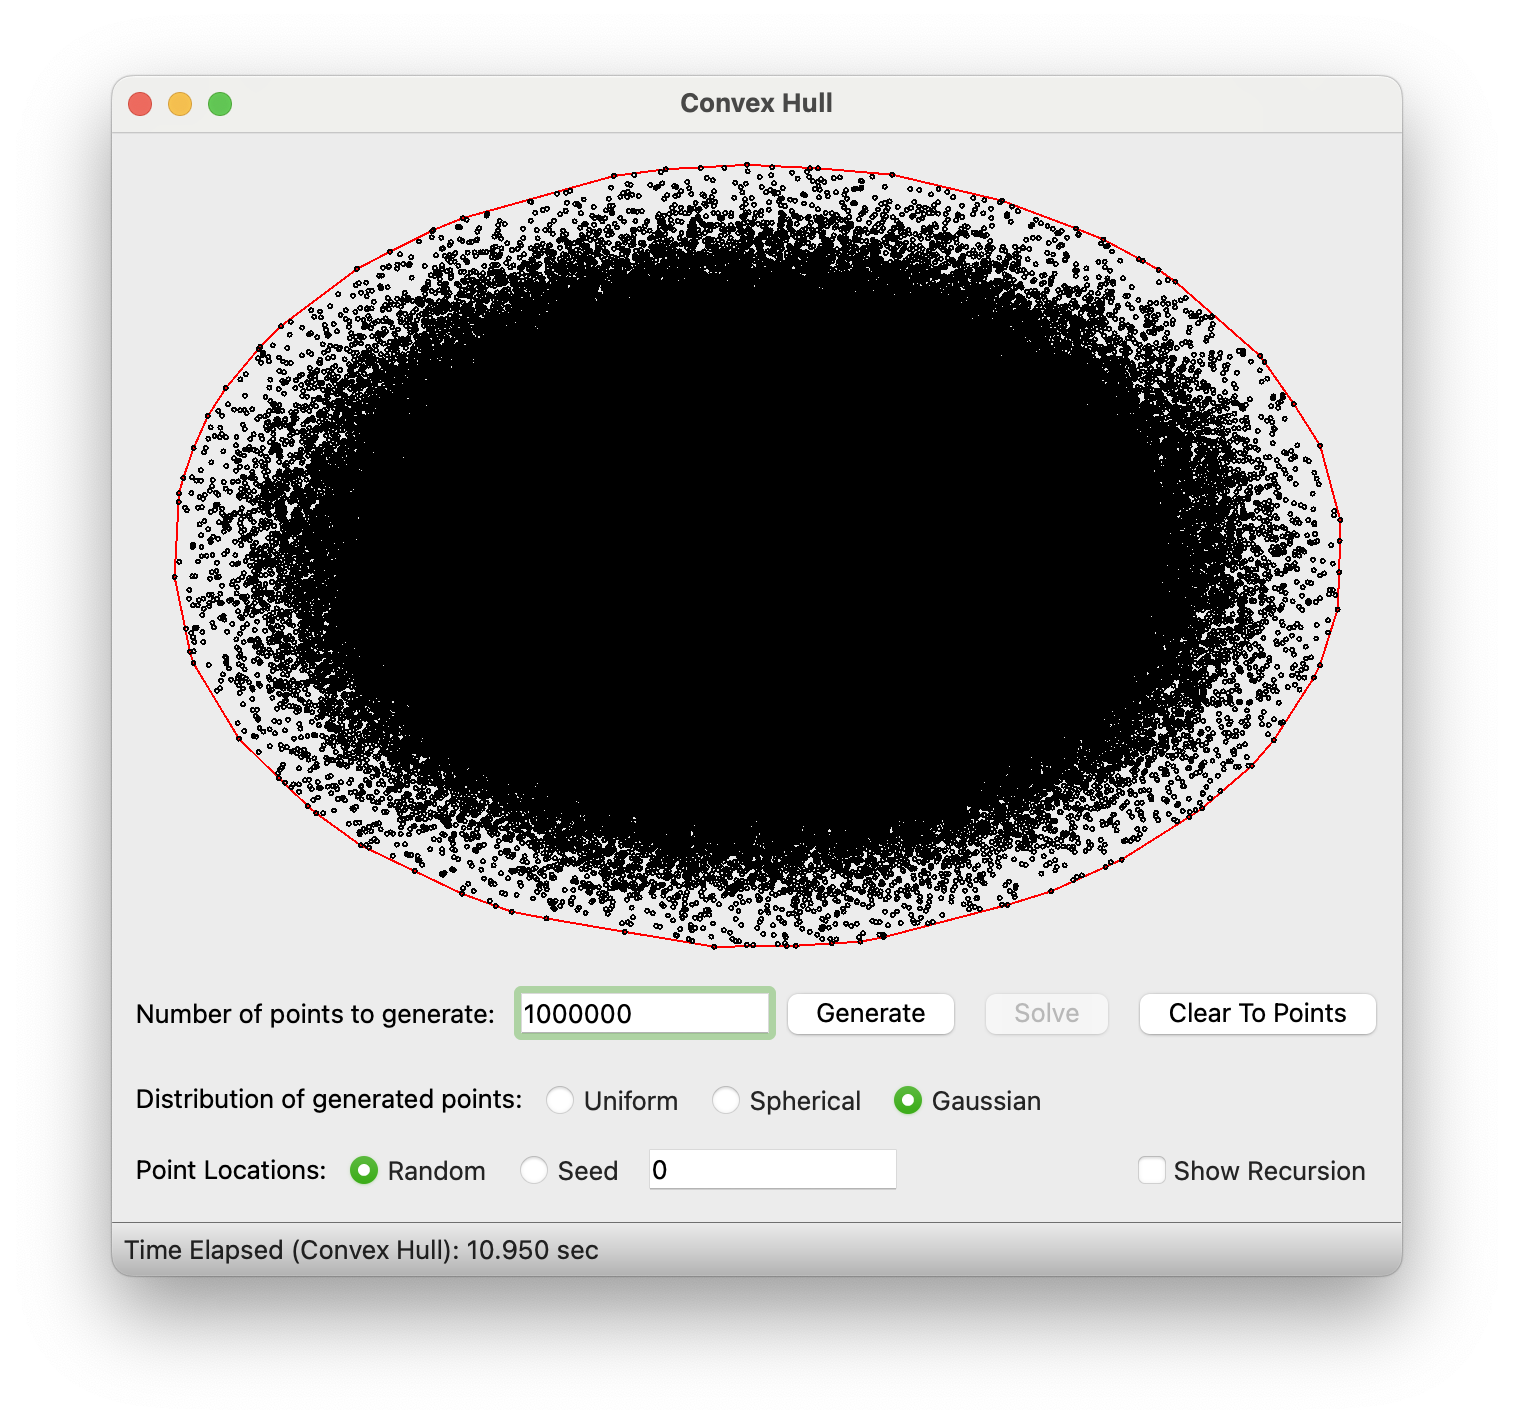 Convex Hull
Number of points to generate: 1000000 Generate Solve Clear To Points
Distribution of generated points: Uniform Spherical Gaussian
Point Locations: Random Seed 0 Show Recursion
Time Elapsed (Convex Hull): 10.950 sec